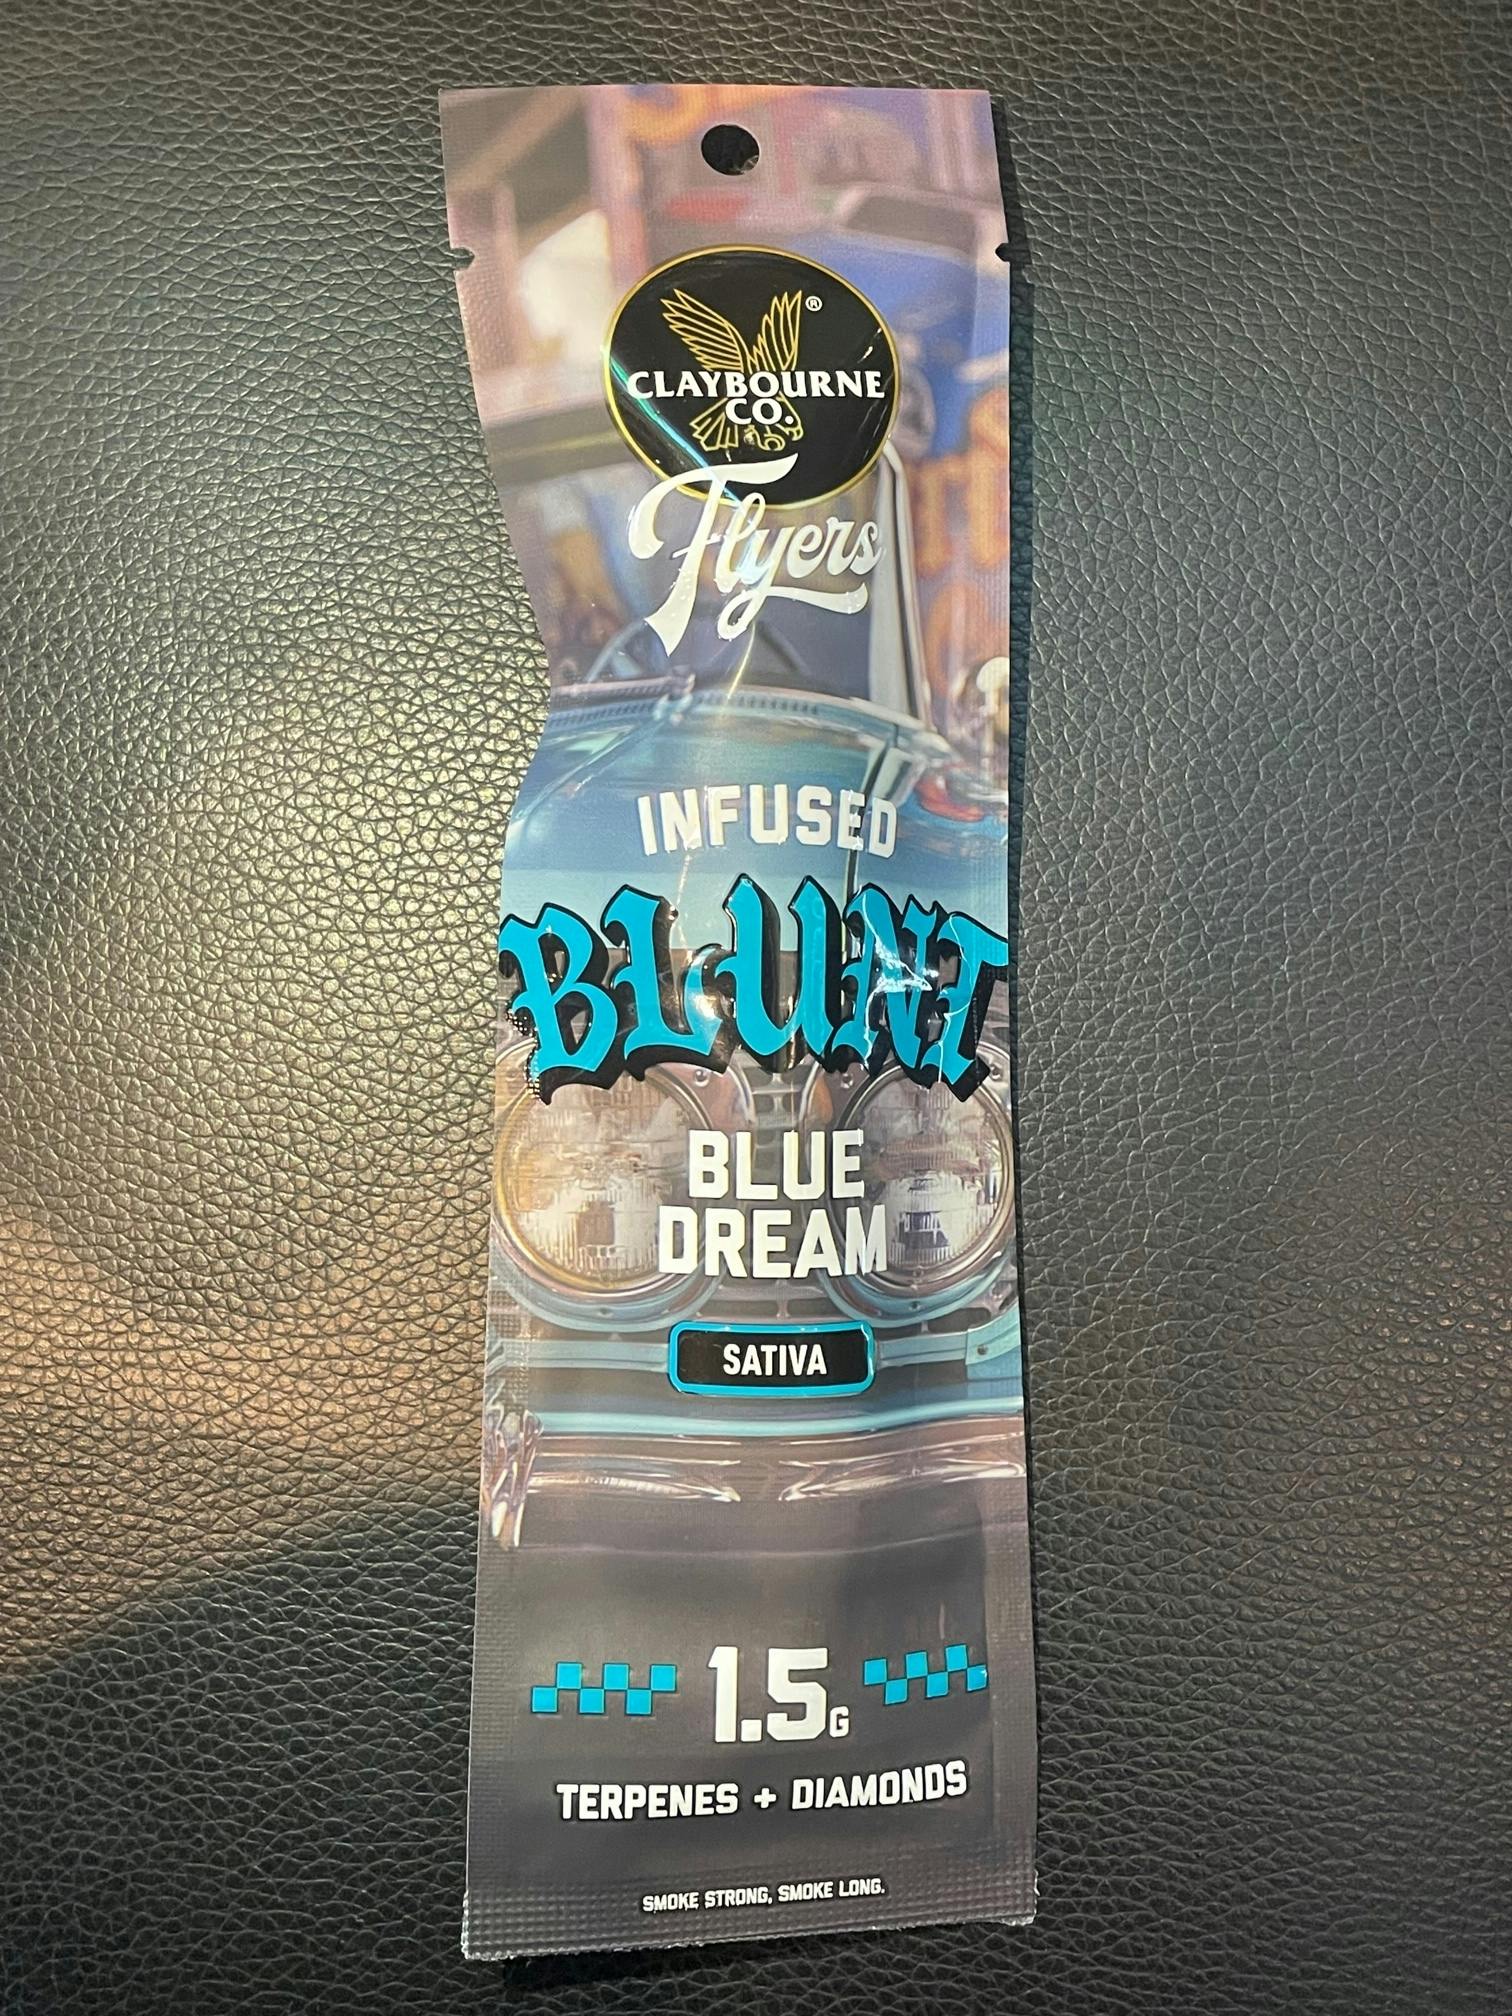 ®
CLAYBOURNE
CO.
Flyers
INFUSED
BLUNT
BLUE
DREAM
SATIVA
1.5G
TERPENES + DIAMONDS
SMOKE STRONG, SMOKE LONG.